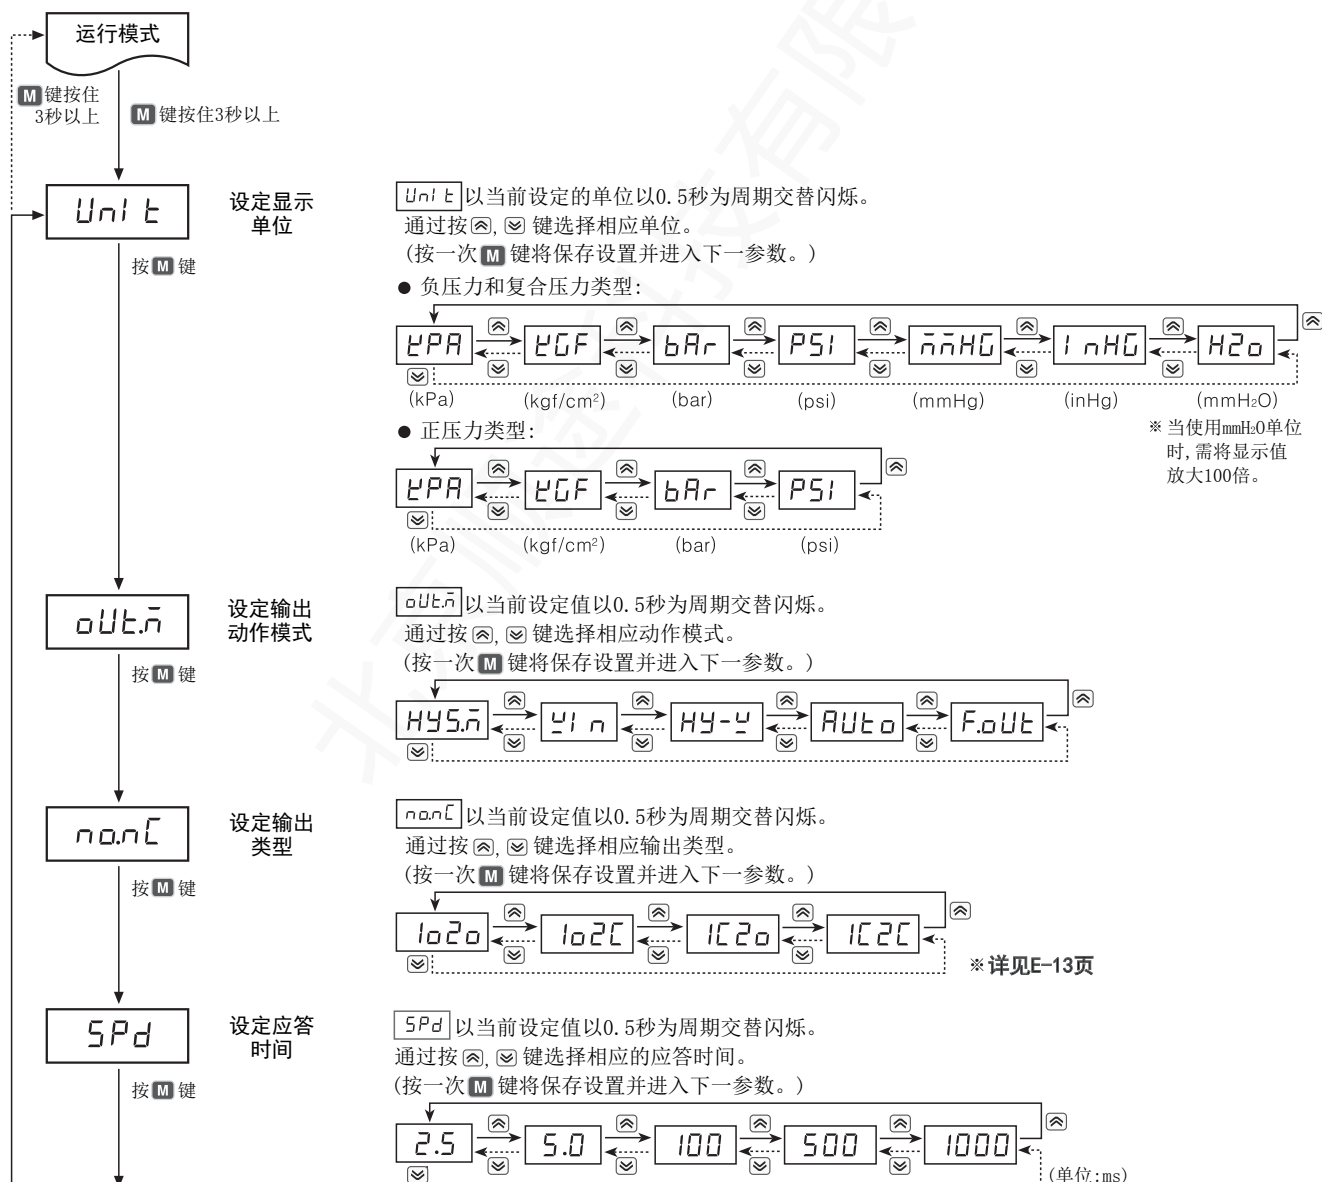 运行模式
M 键按住
3秒以上
M 键按住3秒以上
UnIt
设定显示
单位
UnIt 以当前设定的单位以0.5秒为周期交替闪烁。
通过按, 键选择相应单位。
(按一次 M 键将保存设置并进入下一参数。)
按 M 键
● 负压力和复合压力类型:
KPA KGF bAr PSI mmHG InHG H2o
(kPa) (kgf/cm²) (bar) (psi) (mmHg) (inHg) (mmH₂O)
※ 当使用mmH₂O单位
时,需将显示值
放大100倍。
● 正压力类型:
KPA KGF bAr PSI
(kPa) (kgf/cm²) (bar) (psi)
oUt.m
设定输出
动作模式
oUt.m 以当前设定值以0.5秒为周期交替闪烁。
通过按, 键选择相应动作模式。
(按一次 M 键将保存设置并进入下一参数。)
按 M 键
HYS.m WIn HY-W AUto F.oUt
no.nC
设定输出
类型
no.nC 以当前设定值以0.5秒为周期交替闪烁。
通过按, 键选择相应输出类型。
(按一次 M 键将保存设置并进入下一参数。)
按 M 键
1o2o 1o2C 1C2o 1C2C
※详见E-13页
SPd
设定应答
时间
SPd 以当前设定值以0.5秒为周期交替闪烁。
通过按, 键选择相应的应答时间。
(按一次 M 键将保存设置并进入下一参数。)
按 M 键
2.5 5.0 100 500 1000
(单位:ms)